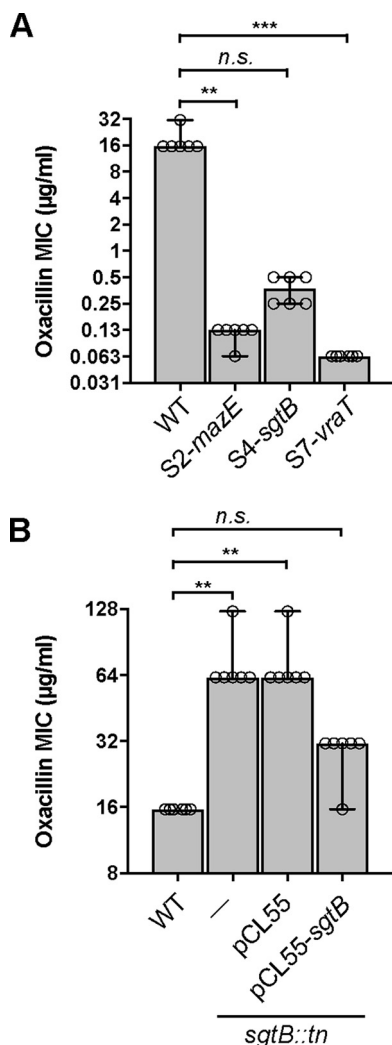 A
***
n.s.
**
Oxacillin MIC (µg/ml)
32
16
8
4
2
1
0.5
0.25
0.13
0.063
0.031
WT
S2-mazE
S4-sgtB
S7-vraT
B
n.s.
**
**
Oxacillin MIC (µg/ml)
128
64
32
16
8
WT
—
pCL55
pCL55-sgtB
sgtB::tn